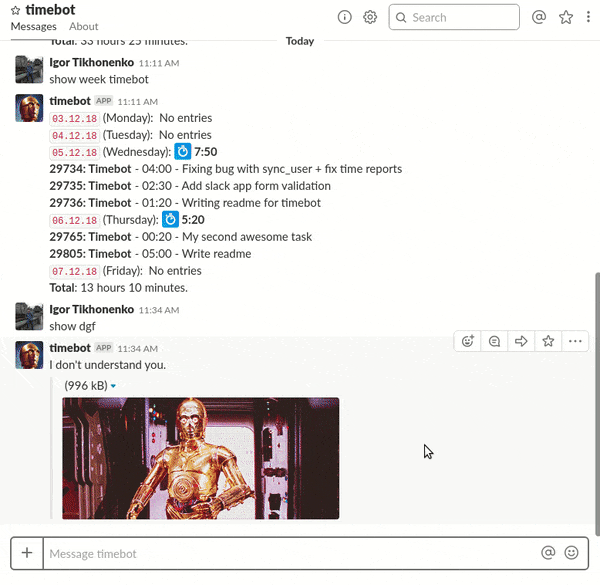 timebot
Messages About
Search
Total: 33 hours 25 minutes.
Today
Igor Tikhonenko 11:11 AM
show week timebot
timebot APP 11:11 AM
03.12.18 (Monday): No entries
04.12.18 (Tuesday): No entries
05.12.18 (Wednesday): 7:50
29734: Timebot - 04:00 - Fixing bug with sync_user + fix time reports
29735: Timebot - 02:30 - Add slack app form validation
29736: Timebot - 01:20 - Writing readme for timebot
06.12.18 (Thursday): 5:20
29765: Timebot - 00:20 - My second awesome task
29805: Timebot - 05:00 - Write readme
07.12.18 (Friday): No entries
Total: 13 hours 10 minutes.
Igor Tikhonenko 11:34 AM
show dgf
timebot APP 11:34 AM
I don't understand you.
(996 kB)
Message timebot